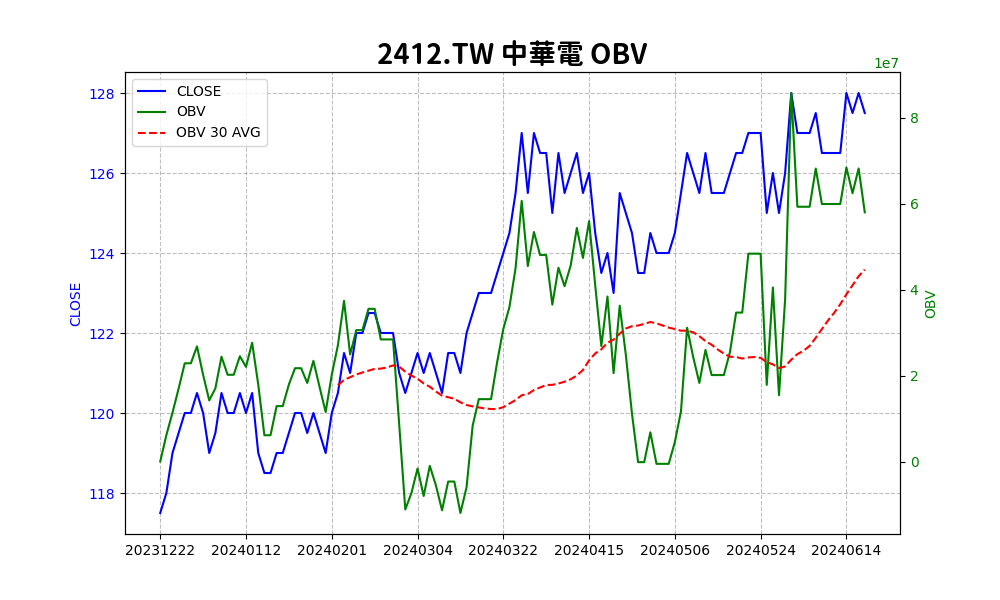 2412.TW 中華電 OBV
1e7
CLOSE
OBV
OBV 30 AVG
128
126
124
122
120
118
CLOSE
8
6
4
2
0
OBV
20231222 20240112 20240201 20240304 20240322 20240415 20240506 20240524 20240614